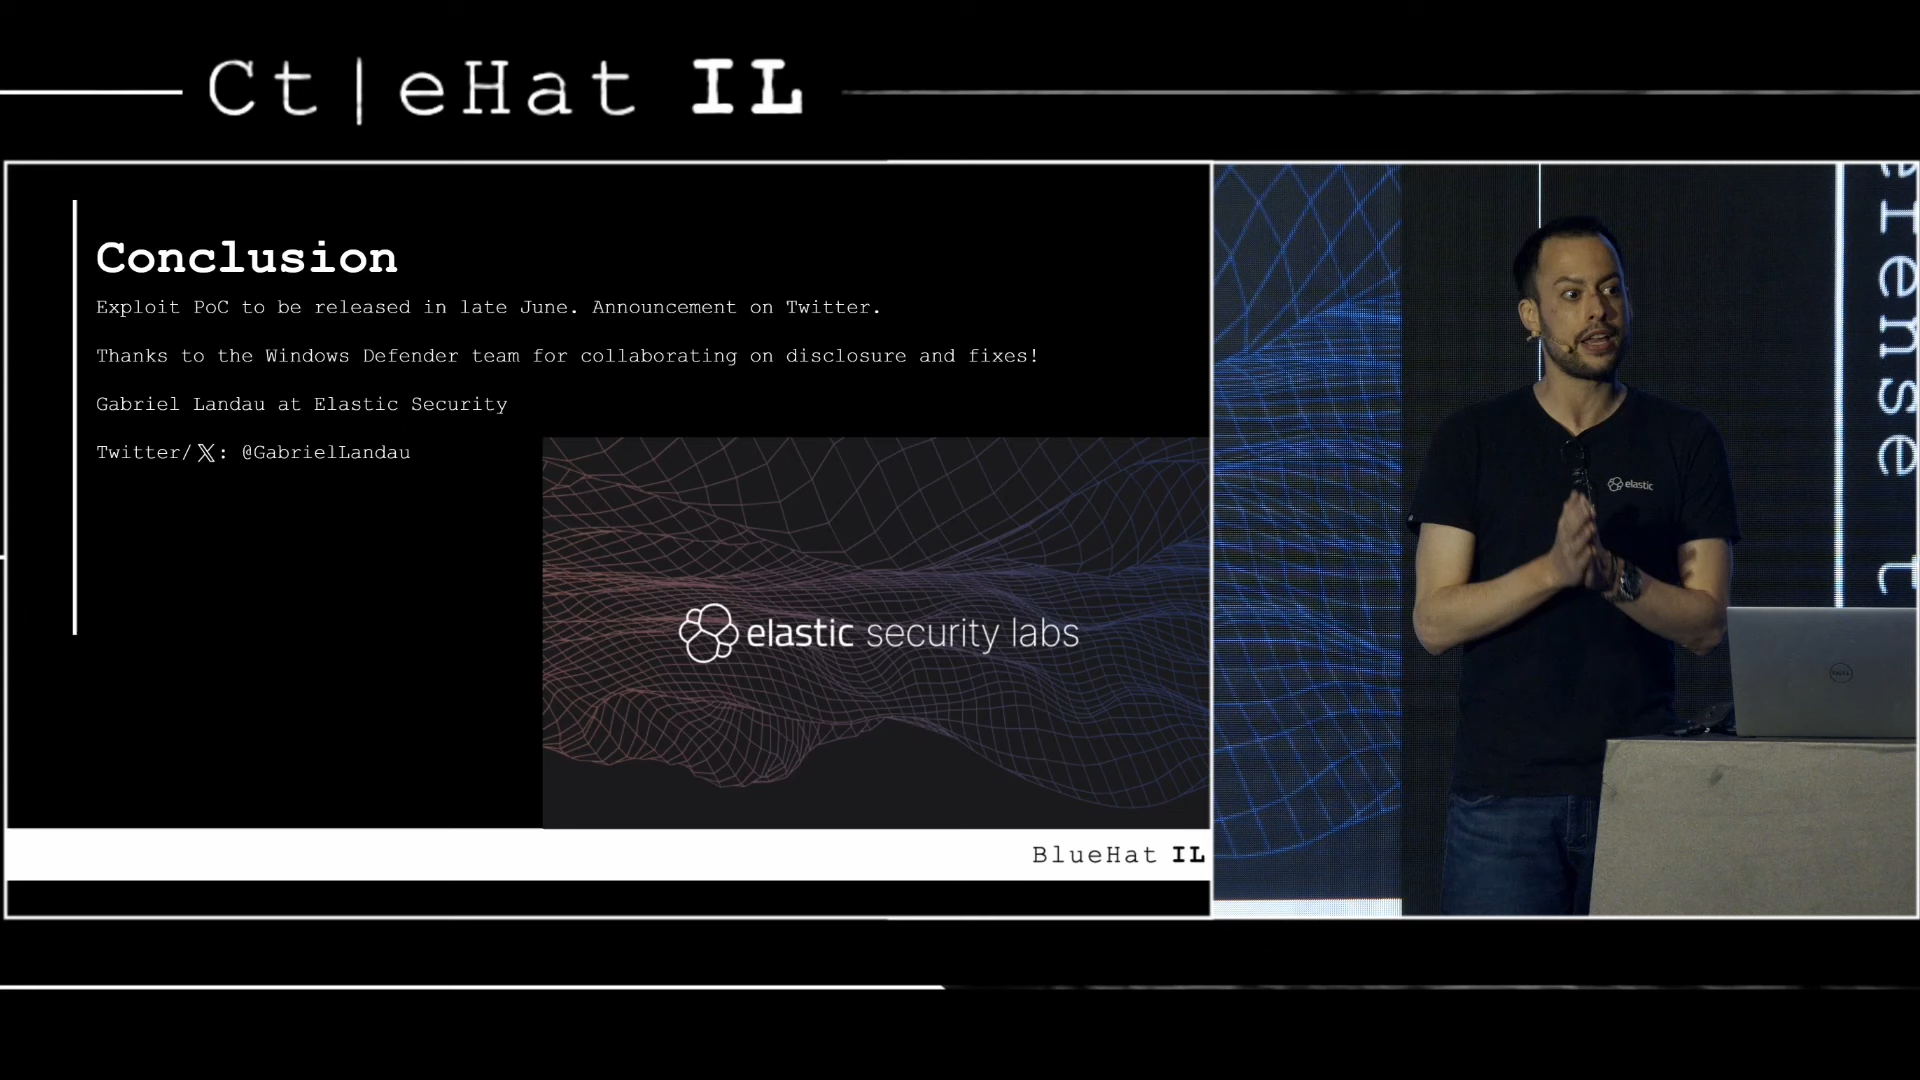 Ct|eHat IL
Conclusion
Exploit PoC to be released in late June. Announcement on Twitter.
Thanks to the Windows Defender team for collaborating on disclosure and fixes!
Gabriel Landau at Elastic Security
Twitter/𝕏: @GabrielLandau
elastic security labs
BlueHat IL
elastic
efense t
DELL